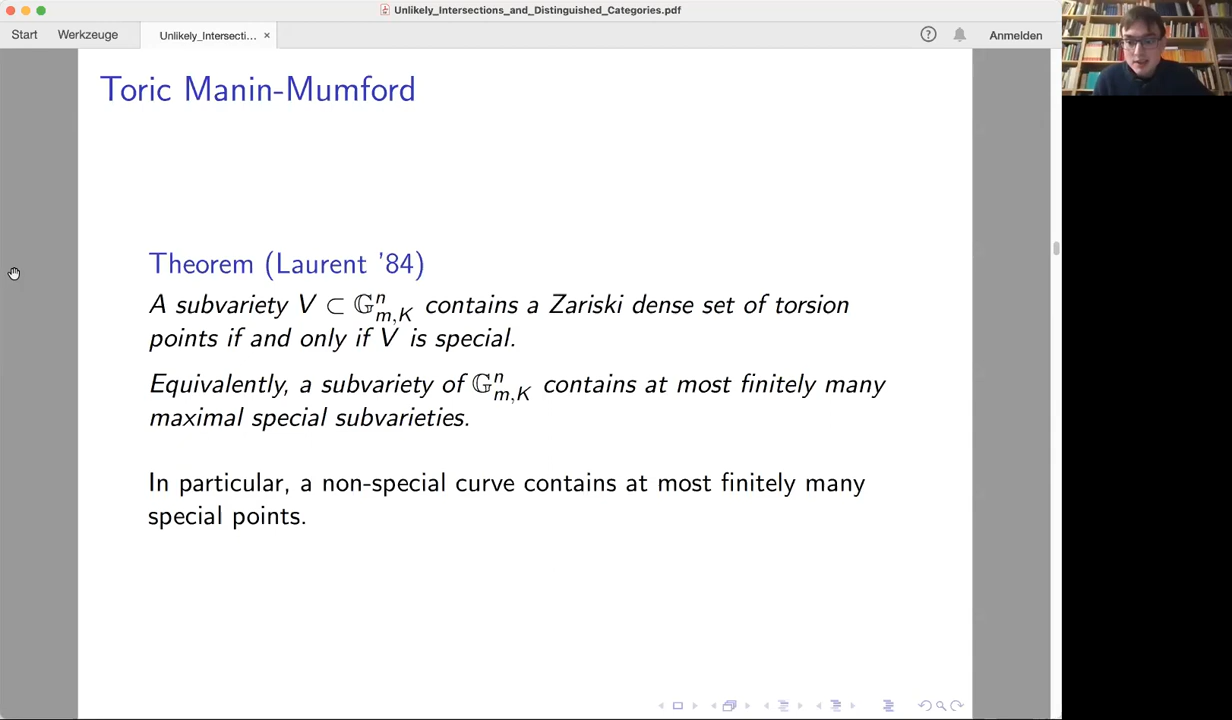 Unlikely_Intersections_and_Distinguished_Categories.pdf
Start Werkzeuge Unlikely_Intersecti... × Anmelden
Toric Manin-Mumford
Theorem (Laurent '84)
A subvariety V ⊂ 𝔾ⁿₘ,K contains a Zariski dense set of torsion
points if and only if V is special.
Equivalently, a subvariety of 𝔾ⁿₘ,K contains at most finitely many
maximal special subvarieties.
In particular, a non-special curve contains at most finitely many
special points.